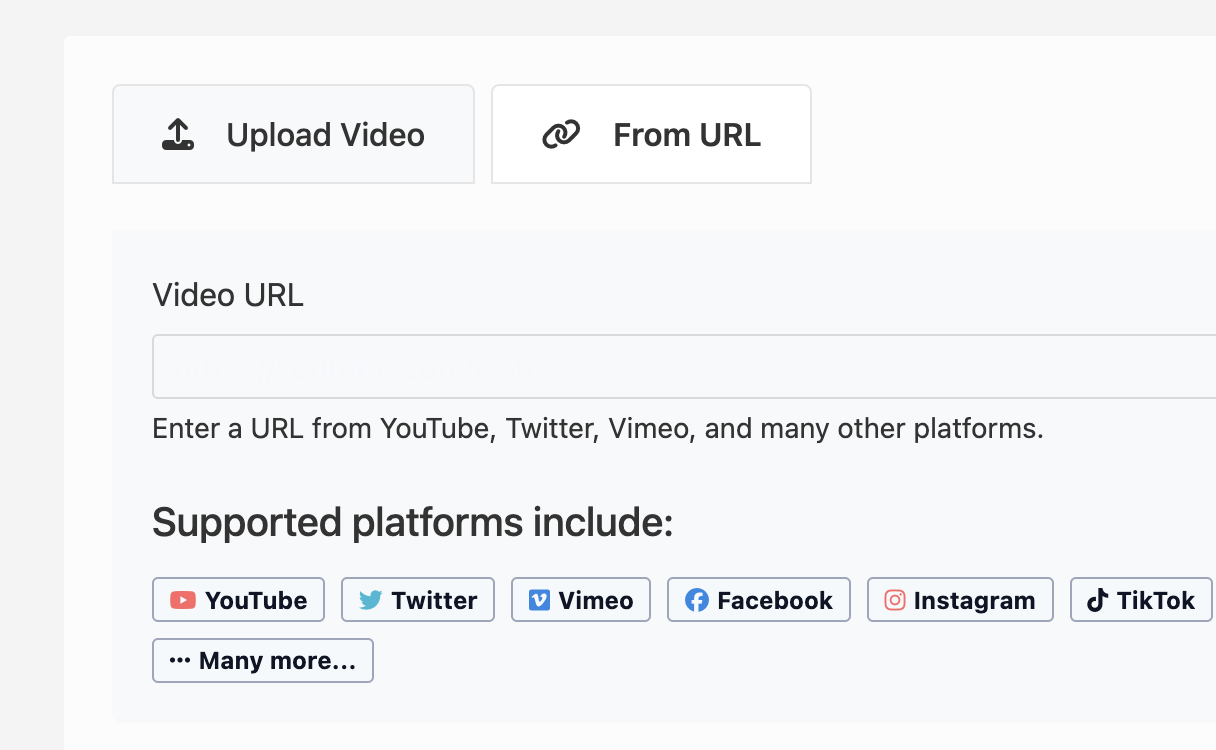 Upload Video
From URL
Video URL
Enter a URL from YouTube, Twitter, Vimeo, and many other platforms.
Supported platforms include:
YouTube Twitter Vimeo Facebook Instagram TikTok
Many more...